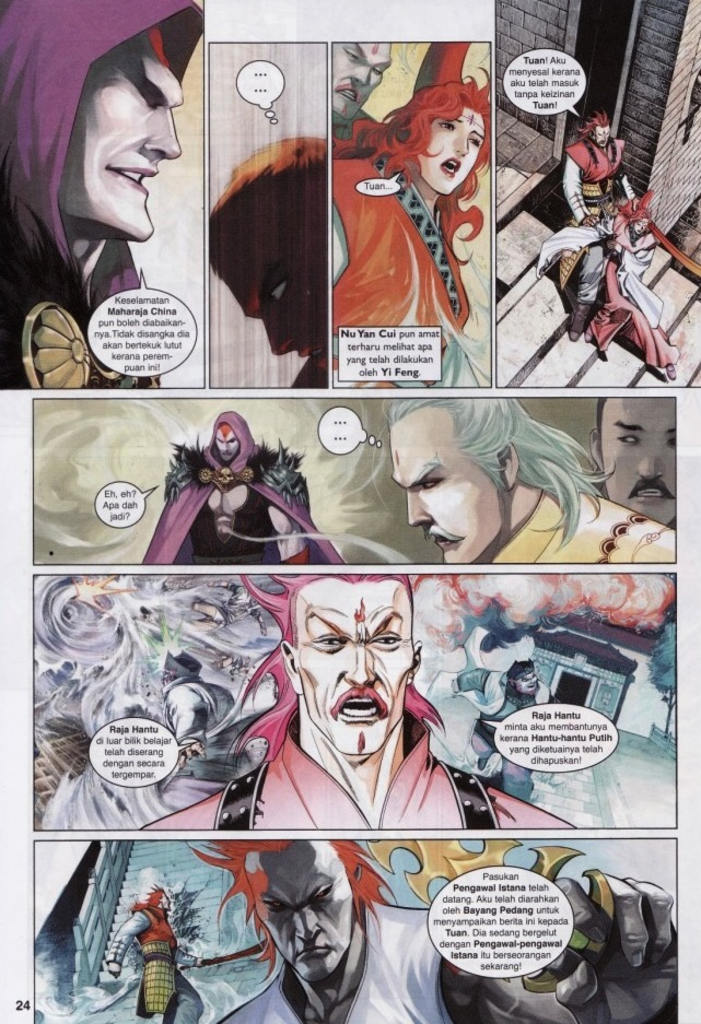 Keselamatan
Maharaja China
pun boleh diabaikan-
nya.Tidak disangka dia
akan bertekuk lutut
kerana perem-
puan ini!
...
...
Tuan...
Nu Yan Cui pun amat
terharu melihat apa
yang telah dilakukan
oleh Yi Feng.
Tuan! Aku
menyesal kerana
aku telah masuk
tanpa keizinan
Tuan!
Eh, eh?
Apa dah
jadi?
...
...
Raja Hantu
di luar bilik belajar
telah diserang
dengan secara
tergempar.
Raja Hantu
minta aku membantunya
kerana Hantu-hantu Putih
yang diketuainya telah
dihapuskan!
Pasukan
Pengawal Istana telah
datang. Aku telah diarahkan
oleh Bayang Pedang untuk
menyampaikan berita ini kepada
Tuan. Dia sedang bergelut
dengan Pengawal-pengawal
Istana itu berseorangan
sekarang!
24